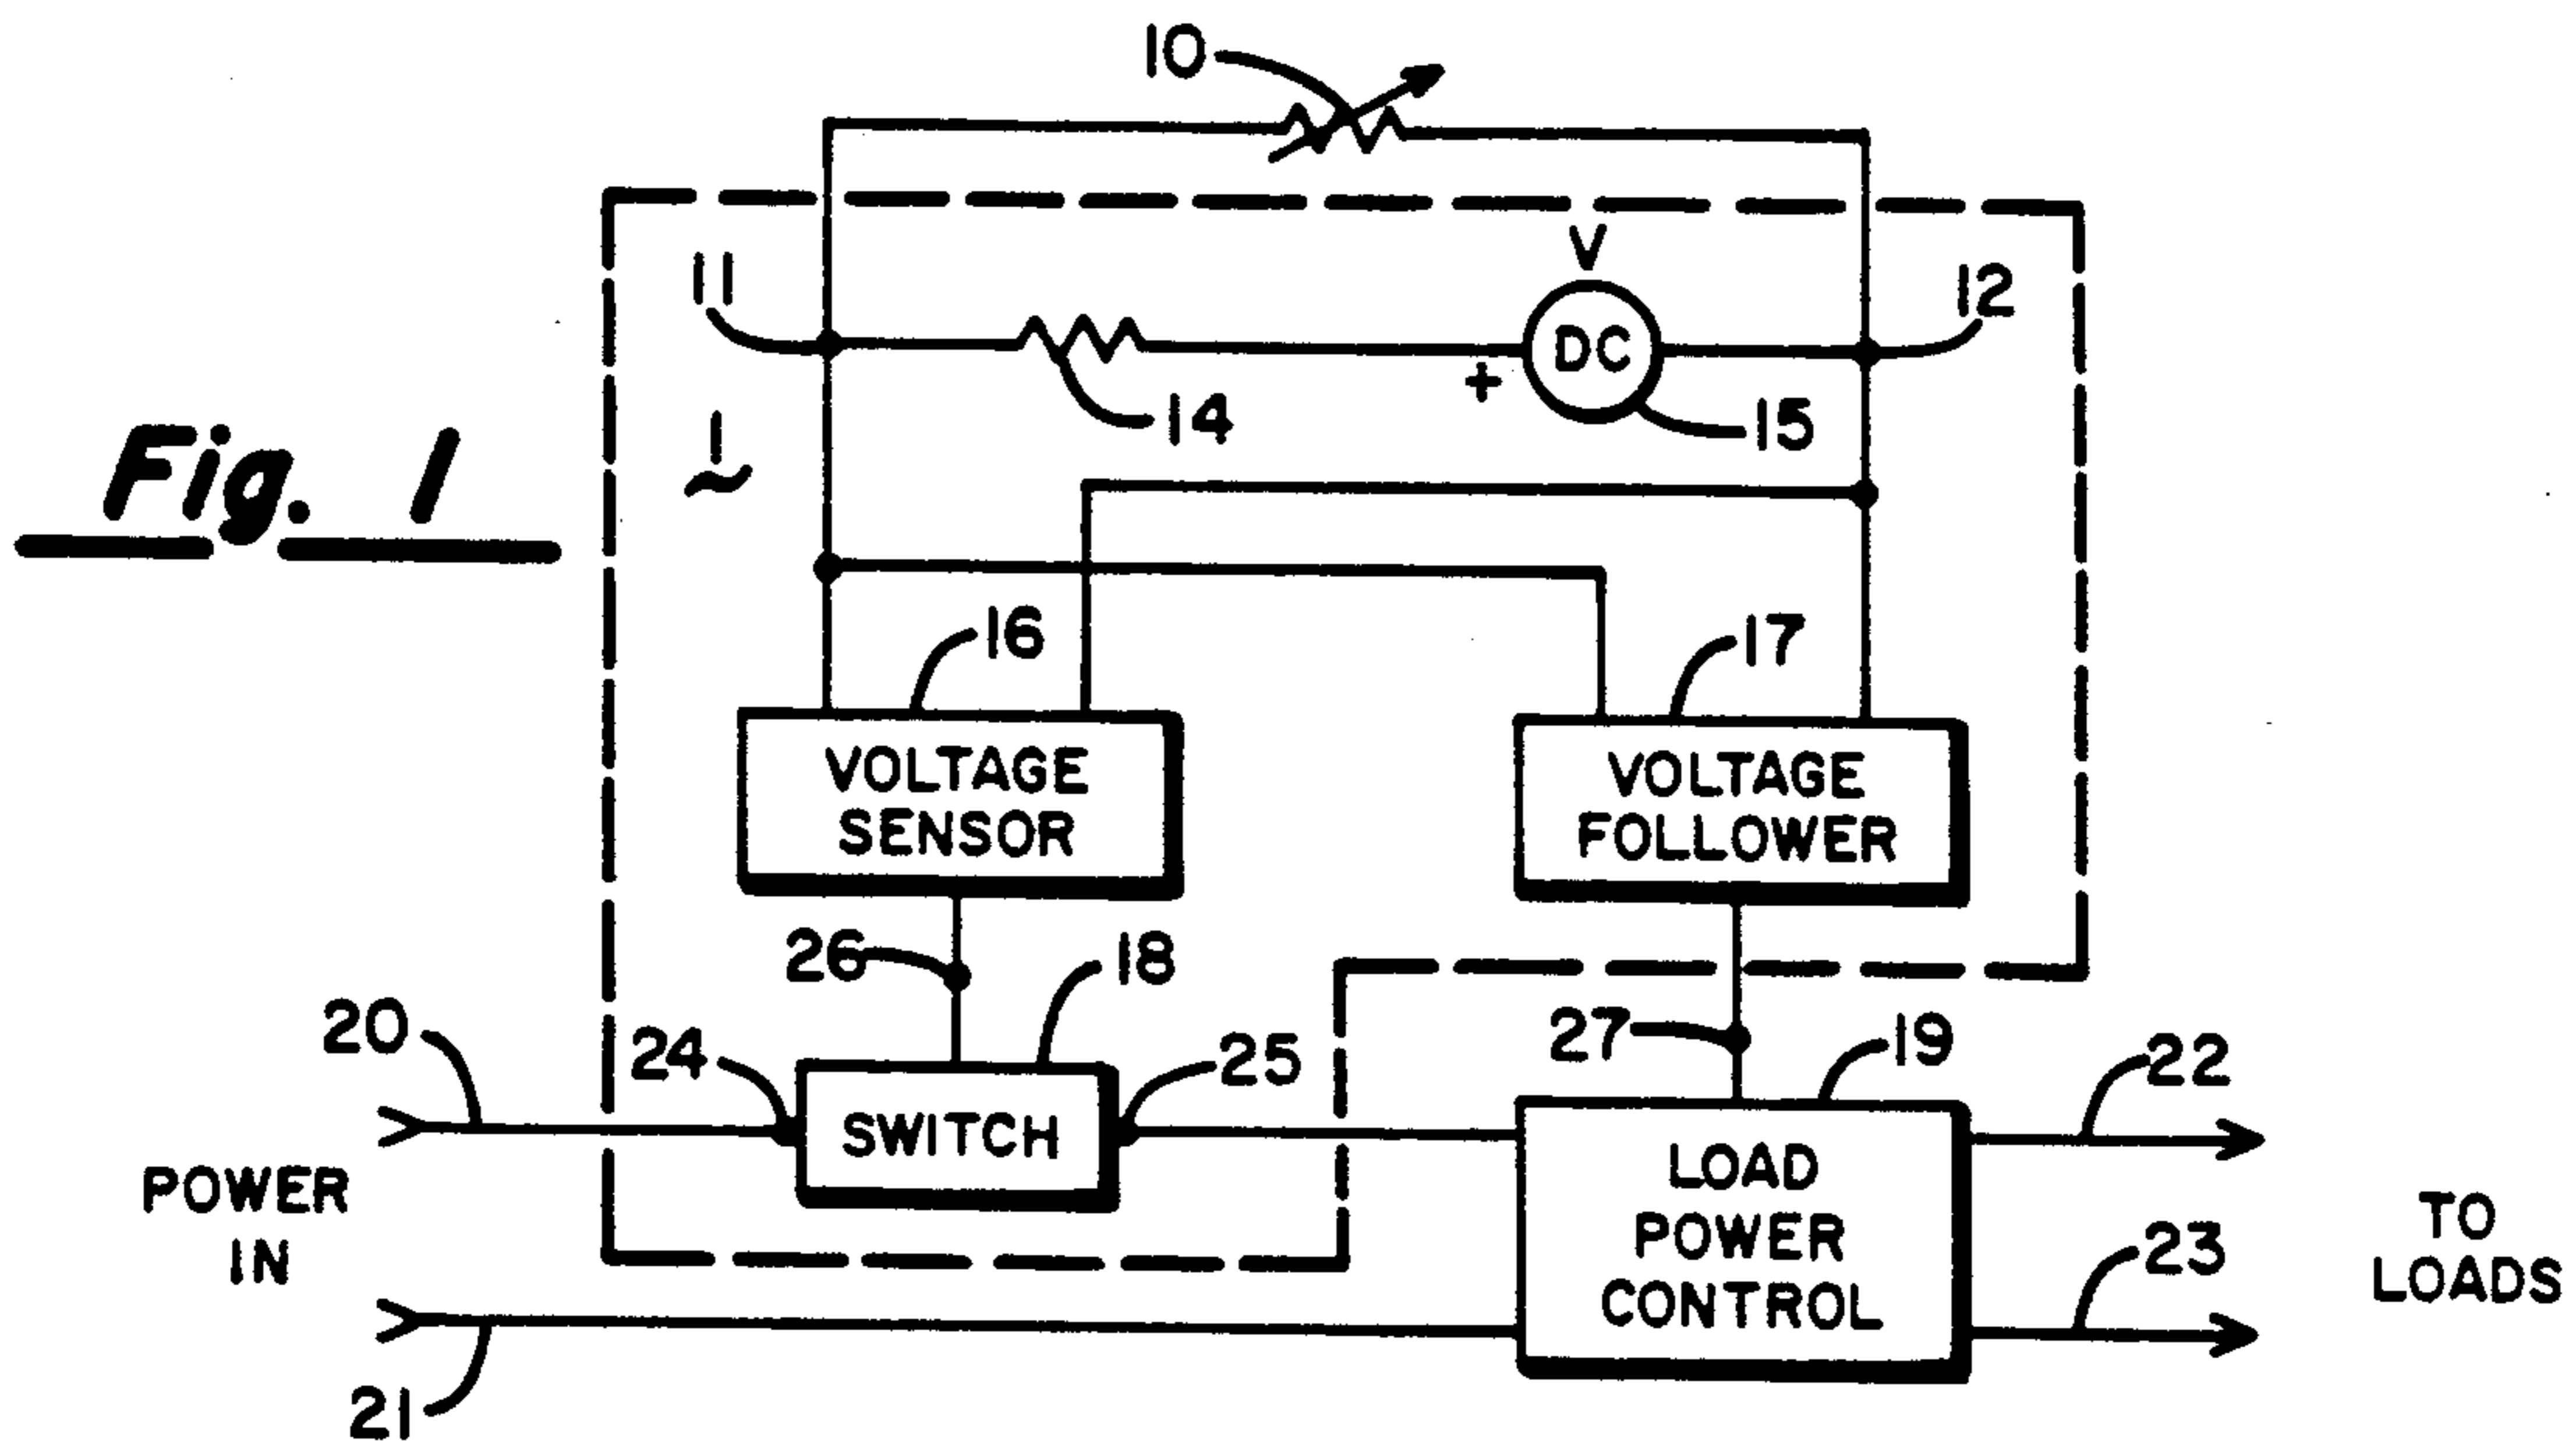 10
V
11
12
DC
+
14
15
1
Fig. 1
16
17
VOLTAGE
SENSOR
VOLTAGE
FOLLOWER
26
18
20
24
25
27
19
22
SWITCH
POWER
IN
LOAD
POWER
CONTROL
23
TO
LOADS
21